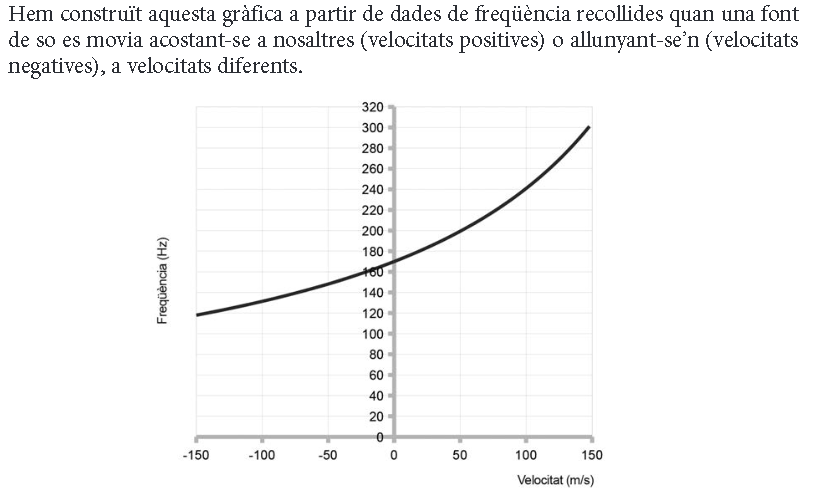 Hem construït aquesta gràfica a partir de dades de freqüència recollides quan una font
de so es movia acostant-se a nosaltres (velocitats positives) o allunyant-se’n (velocitats
negatives), a velocitats diferents.
320
300
280
260
240
220
200
180
160
140
120
100
80
60
40
20
0
Freqüència (Hz)
-150 -100 -50 0 50 100 150
Velocitat (m/s)